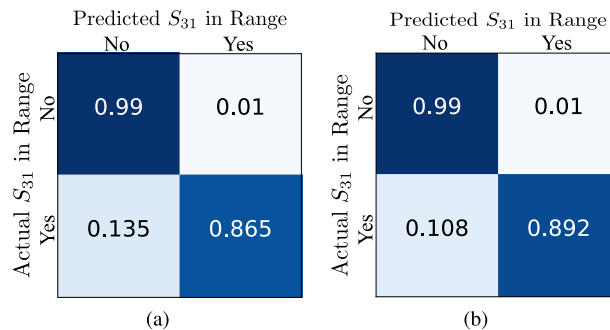 Predicted S₃₁ in Range
No Yes
Actual S₃₁ in Range
No
Yes
0.99 0.01
0.135 0.865
(a)
Predicted S₃₁ in Range
No Yes
Actual S₃₁ in Range
No
Yes
0.99 0.01
0.108 0.892
(b)